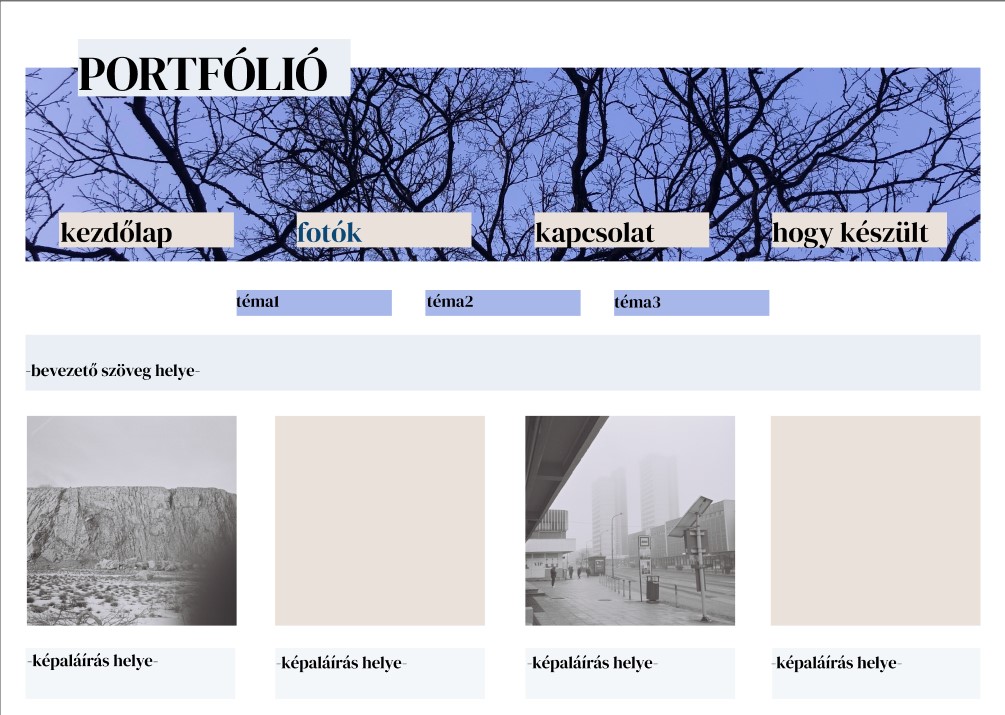 PORTFÓLIÓ
kezdőlap
fotók
kapcsolat
hogy készült
téma1
téma2
téma3
-bevezető szöveg helye-
-képaláírás helye-
-képaláírás helye-
-képaláírás helye-
-képaláírás helye-